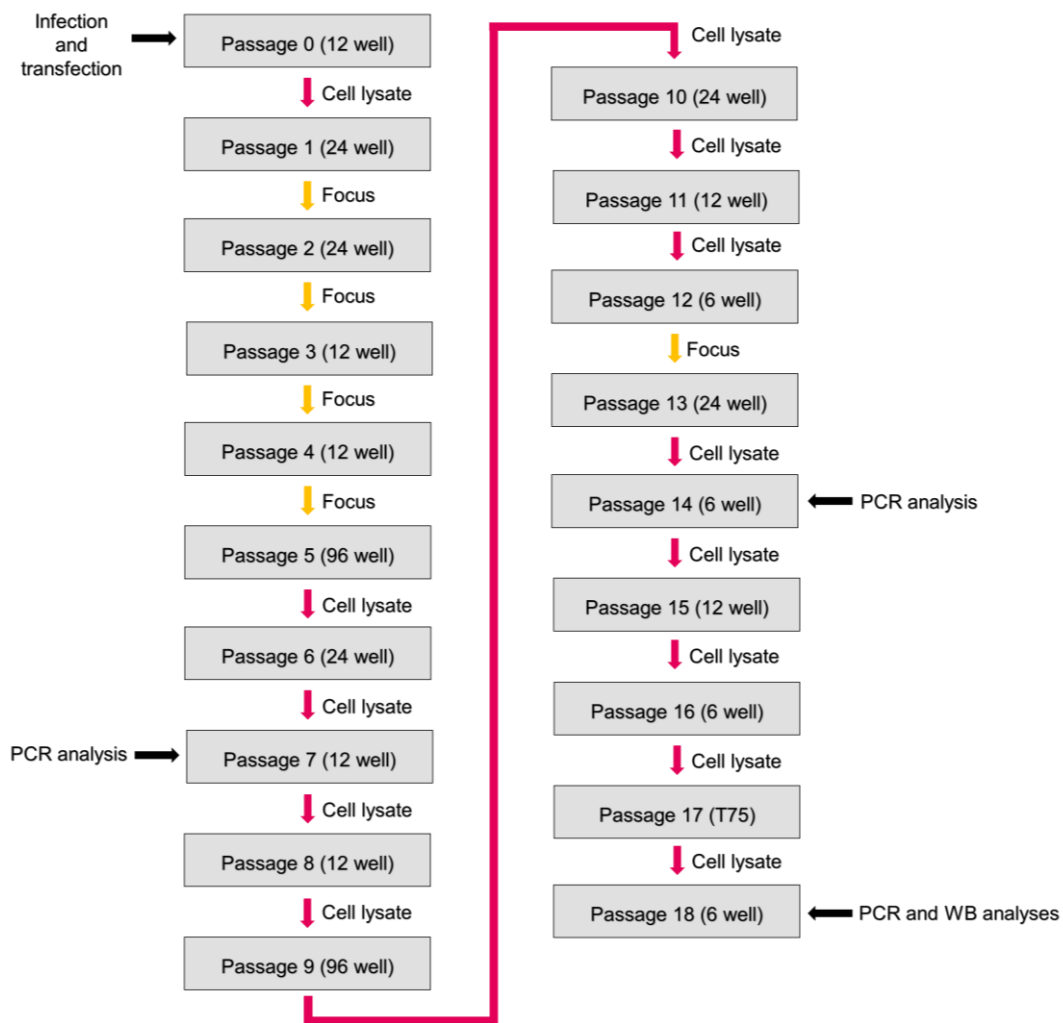 Infection
and
transfection
Passage 0 (12 well)
Cell lysate
Passage 1 (24 well)
Focus
Passage 2 (24 well)
Focus
Passage 3 (12 well)
Focus
Passage 4 (12 well)
Focus
Passage 5 (96 well)
Cell lysate
Passage 6 (24 well)
Cell lysate
PCR analysis
Passage 7 (12 well)
Cell lysate
Passage 8 (12 well)
Cell lysate
Passage 9 (96 well)
Cell lysate
Passage 10 (24 well)
Cell lysate
Passage 11 (12 well)
Cell lysate
Passage 12 (6 well)
Focus
Passage 13 (24 well)
Cell lysate
Passage 14 (6 well)
PCR analysis
Cell lysate
Passage 15 (12 well)
Cell lysate
Passage 16 (6 well)
Cell lysate
Passage 17 (T75)
Cell lysate
Passage 18 (6 well)
PCR and WB analyses